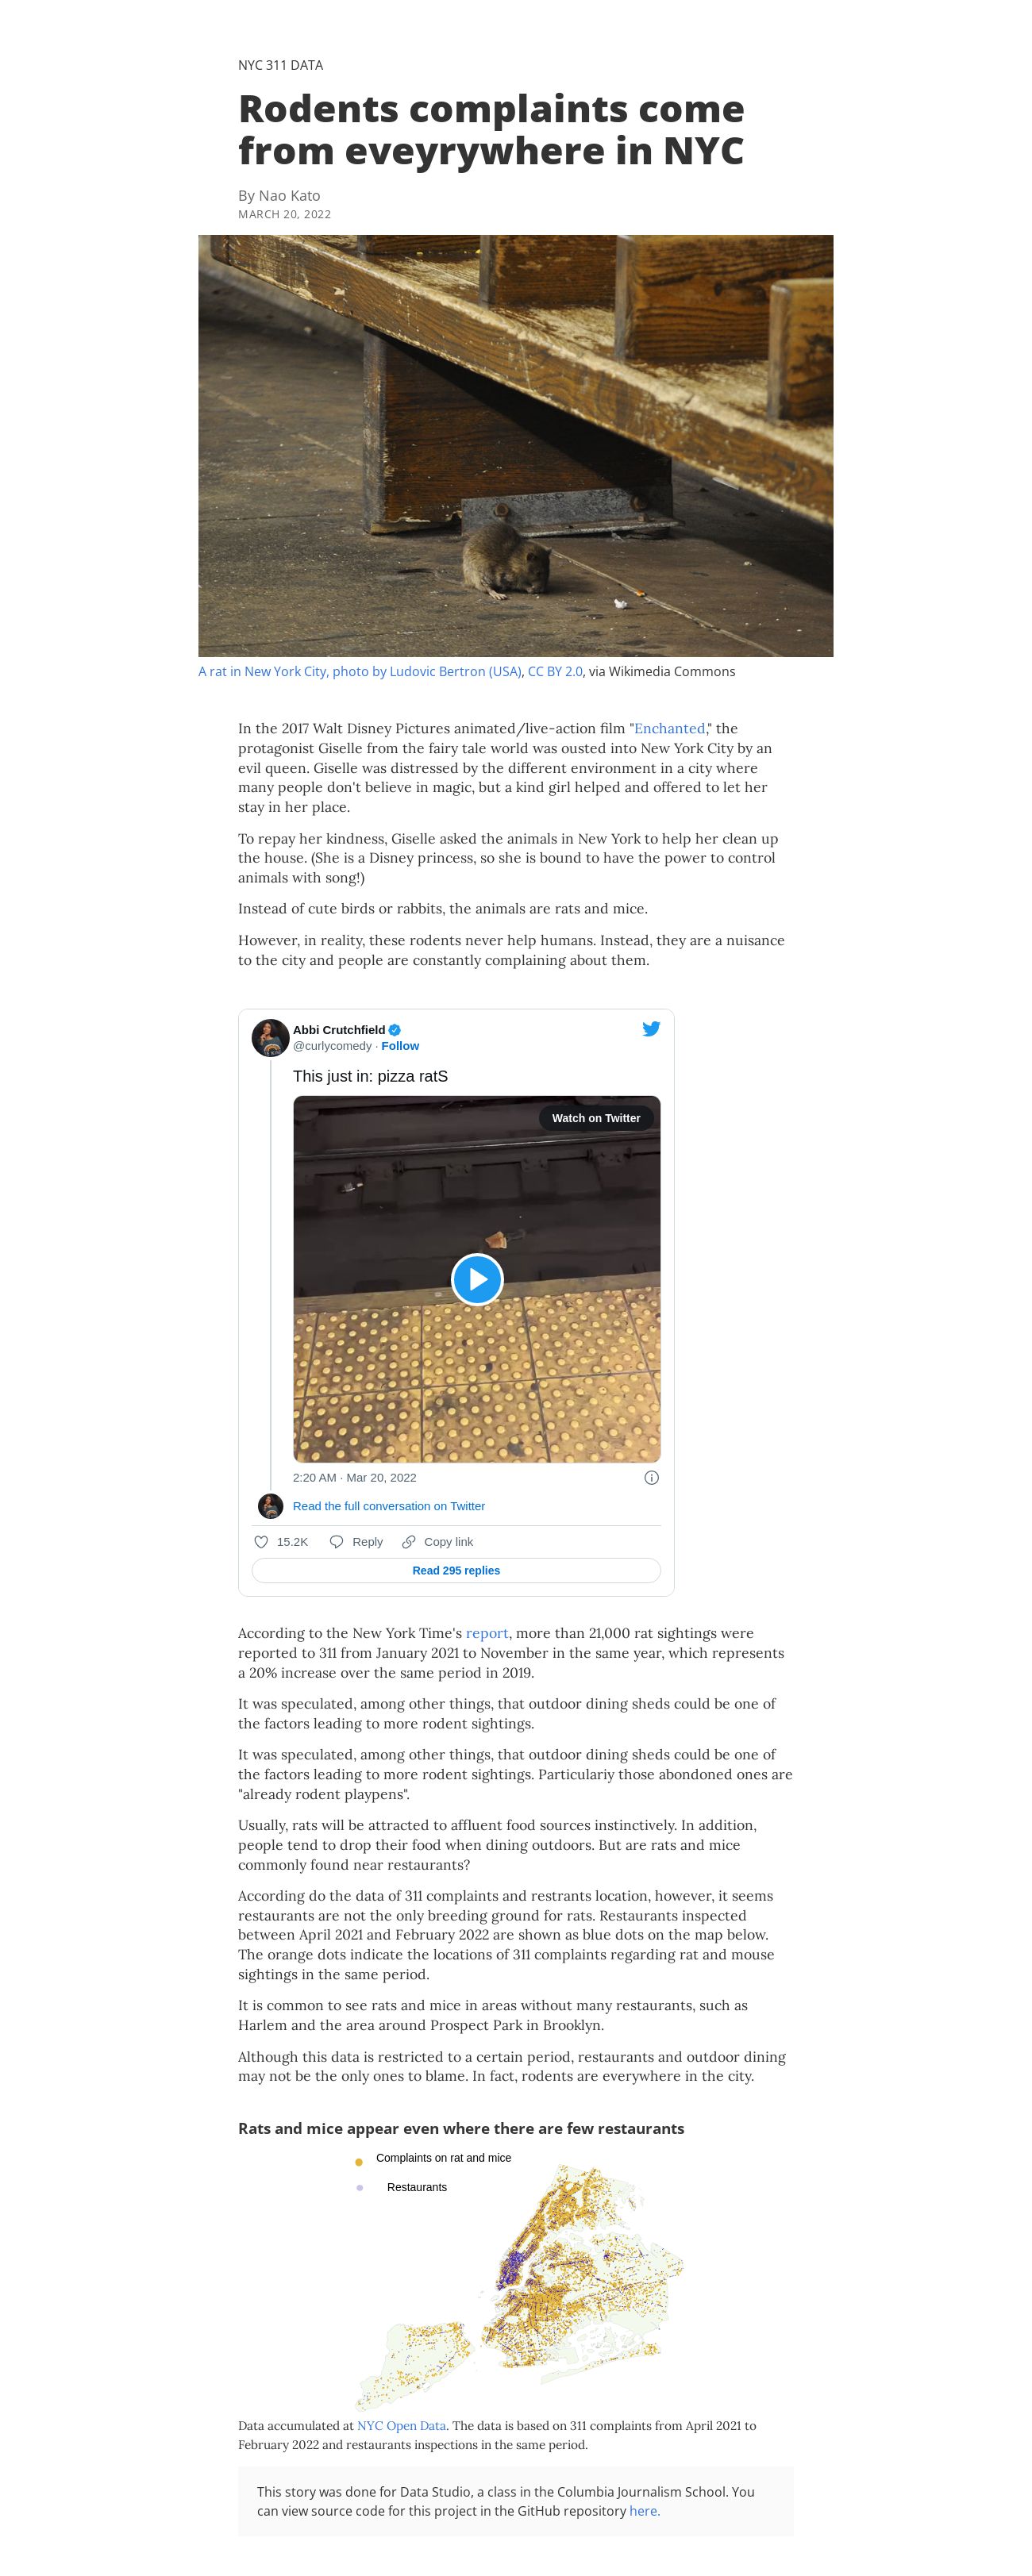 NYC 311 DATA
Rodents complaints come
from eveyrywhere in NYC
By Nao Kato
MARCH 20, 2022
A rat in New York City, photo by Ludovic Bertron (USA), CC BY 2.0, via Wikimedia Commons
In the 2017 Walt Disney Pictures animated/live-action film "Enchanted," the
protagonist Giselle from the fairy tale world was ousted into New York City by an
evil queen. Giselle was distressed by the different environment in a city where
many people don't believe in magic, but a kind girl helped and offered to let her
stay in her place.
To repay her kindness, Giselle asked the animals in New York to help her clean up
the house. (She is a Disney princess, so she is bound to have the power to control
animals with song!)
Instead of cute birds or rabbits, the animals are rats and mice.
However, in reality, these rodents never help humans. Instead, they are a nuisance
to the city and people are constantly complaining about them.
Abbi Crutchfield
@curlycomedy · Follow
This just in: pizza ratS
Watch on Twitter
2:20 AM · Mar 20, 2022
Read the full conversation on Twitter
15.2K Reply Copy link
Read 295 replies
According to the New York Time's report, more than 21,000 rat sightings were
reported to 311 from January 2021 to November in the same year, which represents
a 20% increase over the same period in 2019.
It was speculated, among other things, that outdoor dining sheds could be one of
the factors leading to more rodent sightings.
It was speculated, among other things, that outdoor dining sheds could be one of
the factors leading to more rodent sightings. Particulariy those abondoned ones are
"already rodent playpens".
Usually, rats will be attracted to affluent food sources instinctively. In addition,
people tend to drop their food when dining outdoors. But are rats and mice
commonly found near restaurants?
According do the data of 311 complaints and restrants location, however, it seems
restaurants are not the only breeding ground for rats. Restaurants inspected
between April 2021 and February 2022 are shown as blue dots on the map below.
The orange dots indicate the locations of 311 complaints regarding rat and mouse
sightings in the same period.
It is common to see rats and mice in areas without many restaurants, such as
Harlem and the area around Prospect Park in Brooklyn.
Although this data is restricted to a certain period, restaurants and outdoor dining
may not be the only ones to blame. In fact, rodents are everywhere in the city.
Rats and mice appear even where there are few restaurants
Complaints on rat and mice
Restaurants
Data accumulated at NYC Open Data. The data is based on 311 complaints from April 2021 to
February 2022 and restaurants inspections in the same period.
This story was done for Data Studio, a class in the Columbia Journalism School. You
can view source code for this project in the GitHub repository here.